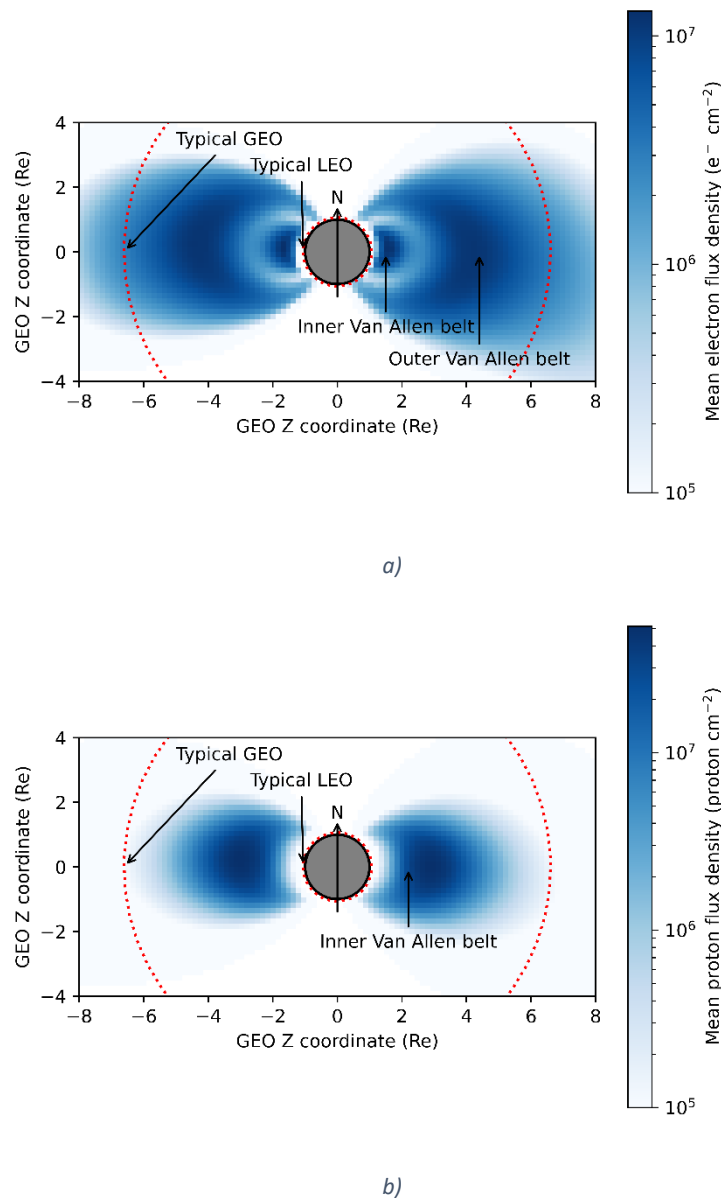 10⁷
4
Typical GEO
Typical LEO
2
N
0
10⁶
−2
Inner Van Allen belt
Outer Van Allen belt
−4
−8 −6 −4 −2 0 2 4 6 8
GEO Z coordinate (Re)
GEO Z coordinate (Re)
10⁵
Mean electron flux density (e⁻ cm⁻²)
a)
4
Typical GEO
10⁷
Typical LEO
2
N
0
10⁶
−2
Inner Van Allen belt
−4
−8 −6 −4 −2 0 2 4 6 8
GEO Z coordinate (Re)
GEO Z coordinate (Re)
10⁵
Mean proton flux density (proton cm⁻²)
b)